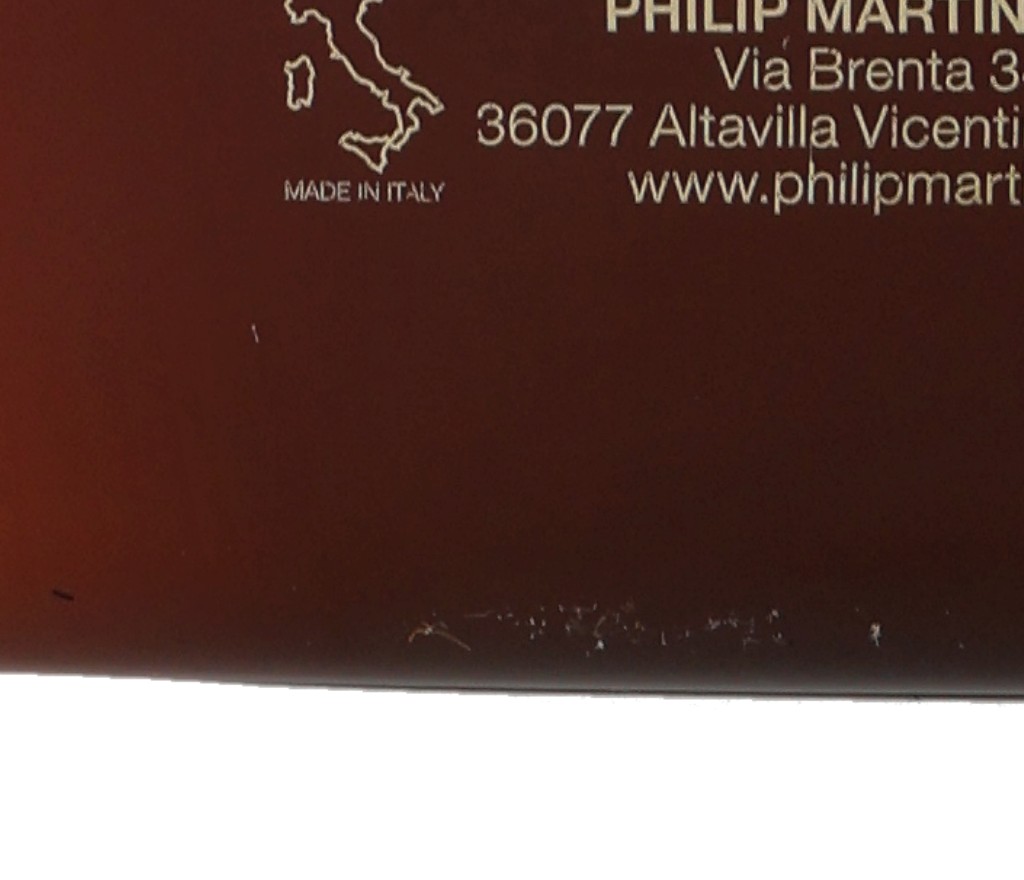 PHILIP MARTIN
Via Brenta 3
36077 Altavilla Vicenti
MADE IN ITALY
www.philipmart